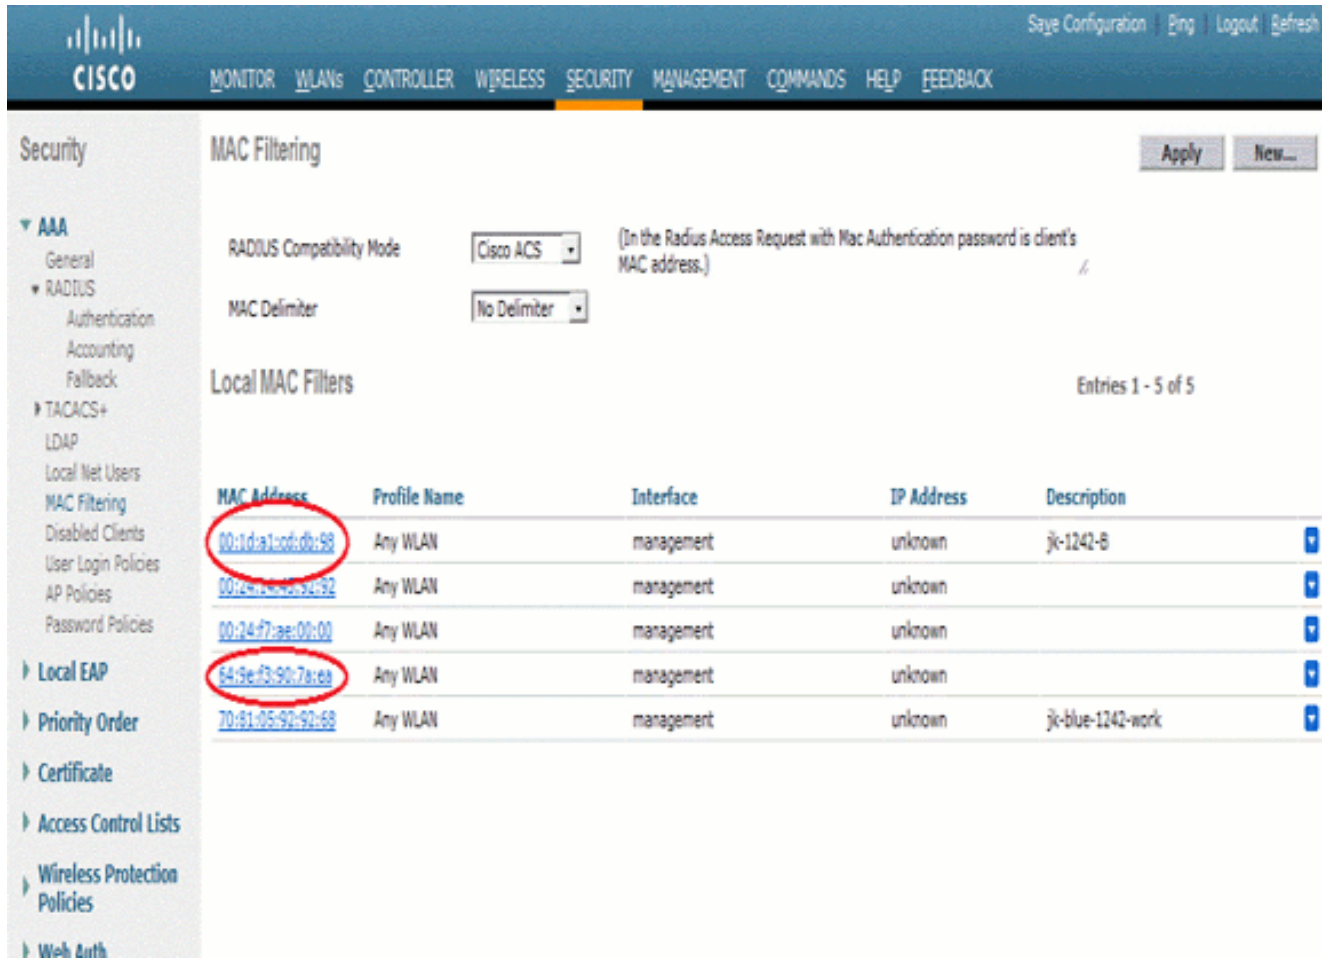 Save Configuration | Ping | Logout | Refresh
CISCO
MONITOR WLANs CONTROLLER WIRELESS SECURITY MANAGEMENT COMMANDS HELP FEEDBACK
Security
MAC Filtering
Apply
New...
AAA
General
RADIUS
Authentication
Accounting
Fallback
TACACS+
LDAP
Local Net Users
MAC Filtering
Disabled Clients
User Login Policies
AP Policies
Password Policies
Local EAP
Priority Order
Certificate
Access Control Lists
Wireless Protection
Policies
Web Auth
RADIUS Compatibility Mode
Cisco ACS
(In the Radius Access Request with Mac Authentication password is client's
MAC address.)
MAC Delimiter
No Delimiter
Local MAC Filters
Entries 1 - 5 of 5
MAC Address Profile Name Interface IP Address Description
00:1d:a1:cd:db:98 Any WLAN management unknown jk-1242-B
Any WLAN management unknown
00:24:f7:ae:00:00 Any WLAN management unknown
64:9e:f3:90:7a:ea Any WLAN management unknown
70:81:05:92:92:68 Any WLAN management unknown jk-blue-1242-work